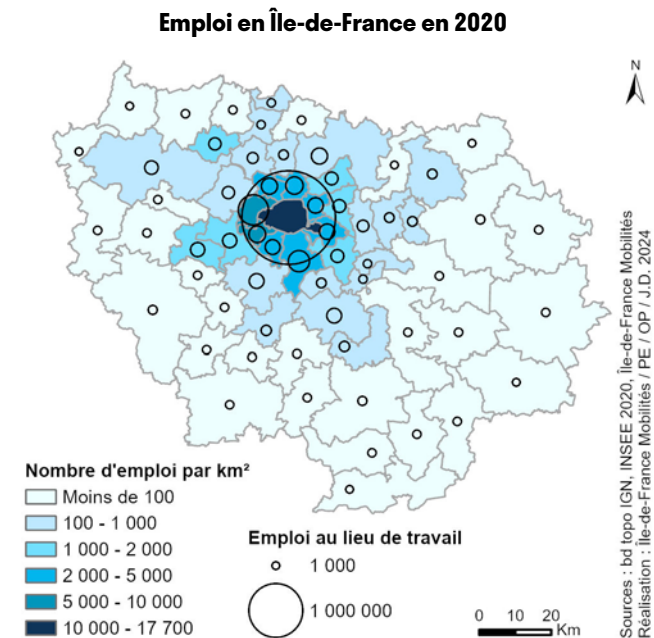 Emploi en Île-de-France en 2020
N
Nombre d'emploi par km²
Moins de 100
100 - 1 000
1 000 - 2 000
2 000 - 5 000
5 000 - 10 000
10 000 - 17 700
Emploi au lieu de travail
1 000
1 000 000
0 10 20
Km
Sources : bd topo IGN, INSEE 2020, Île-de-France Mobilités
Réalisation : Île-de-France Mobilités / PE / OP / J.D. 2024